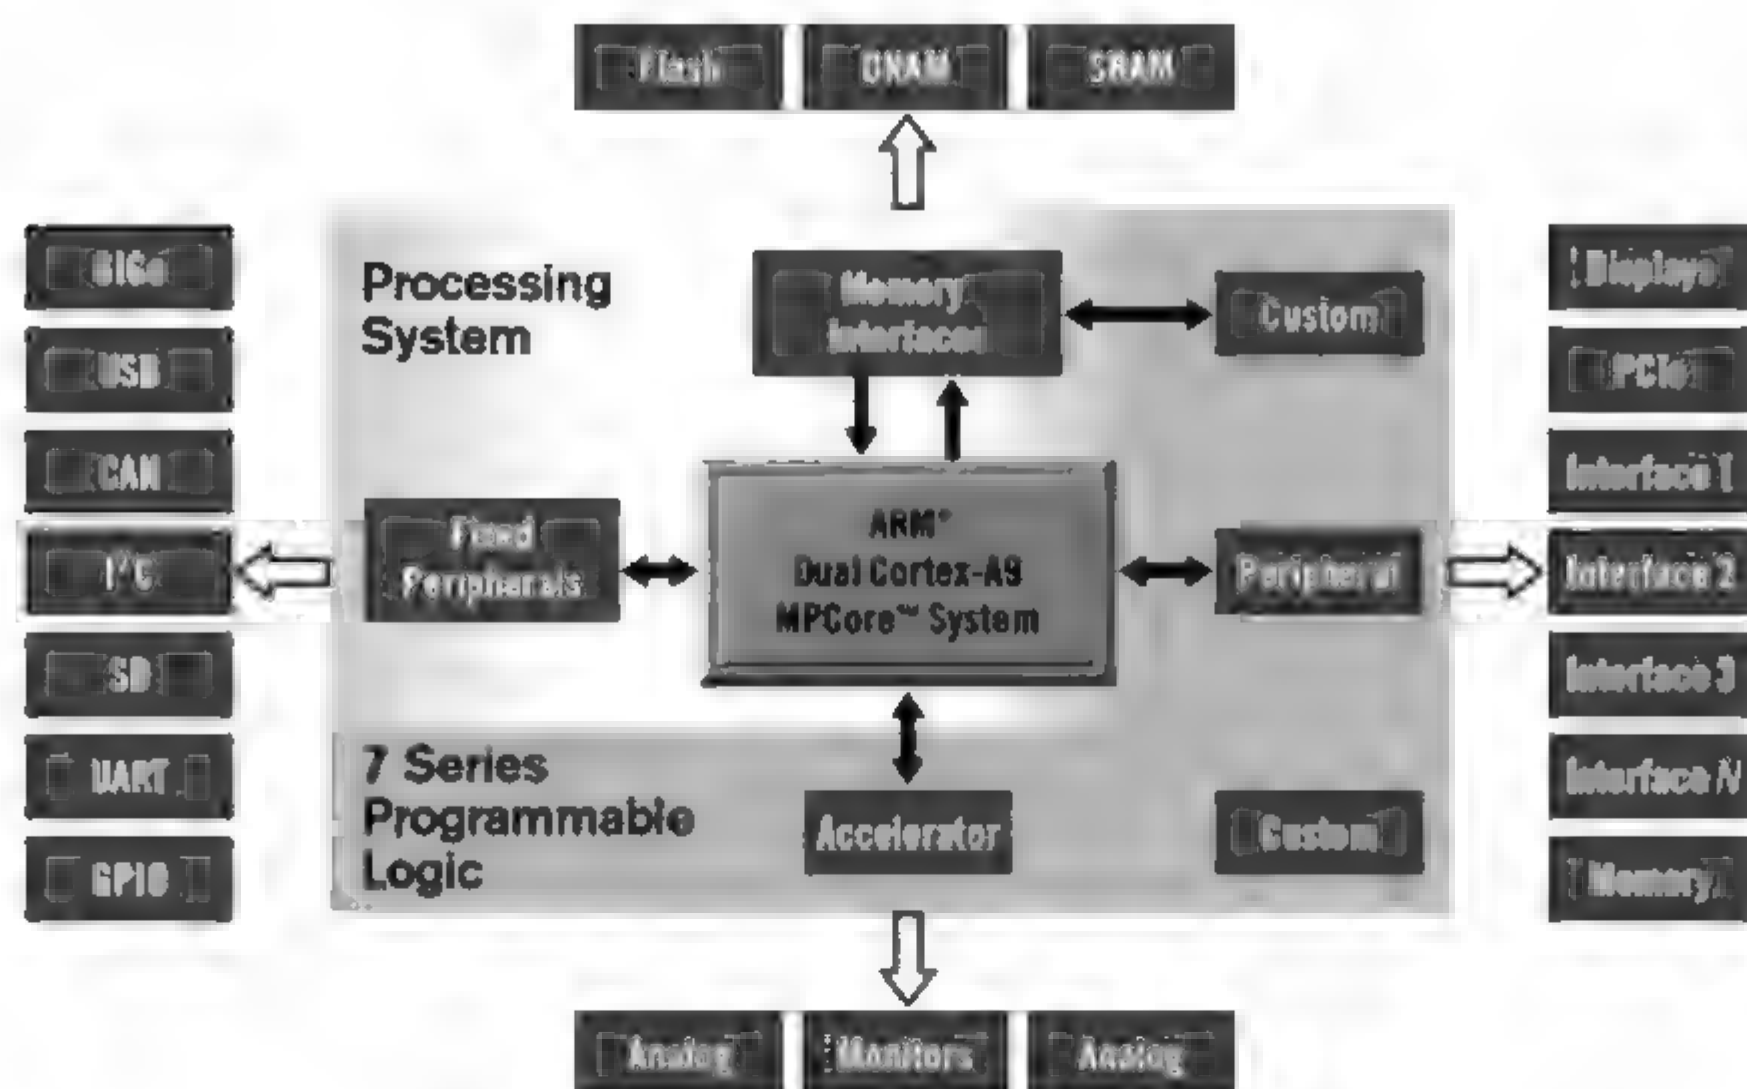 Flash DRAM SRAM
Processing
System
Memory
Interfaces
Custom
GIGe
USB
CAN
I²C
SD
UART
GPIO
Fixed
Peripherals
ARM®
Dual Cortex-A9
MPCore™ System
Peripheral
Displays
PCIe
Interface 1
Interface 2
Interface 3
Interface N
Memory
7 Series
Programmable
Logic
Accelerator
Custom
Analog Monitors Analog